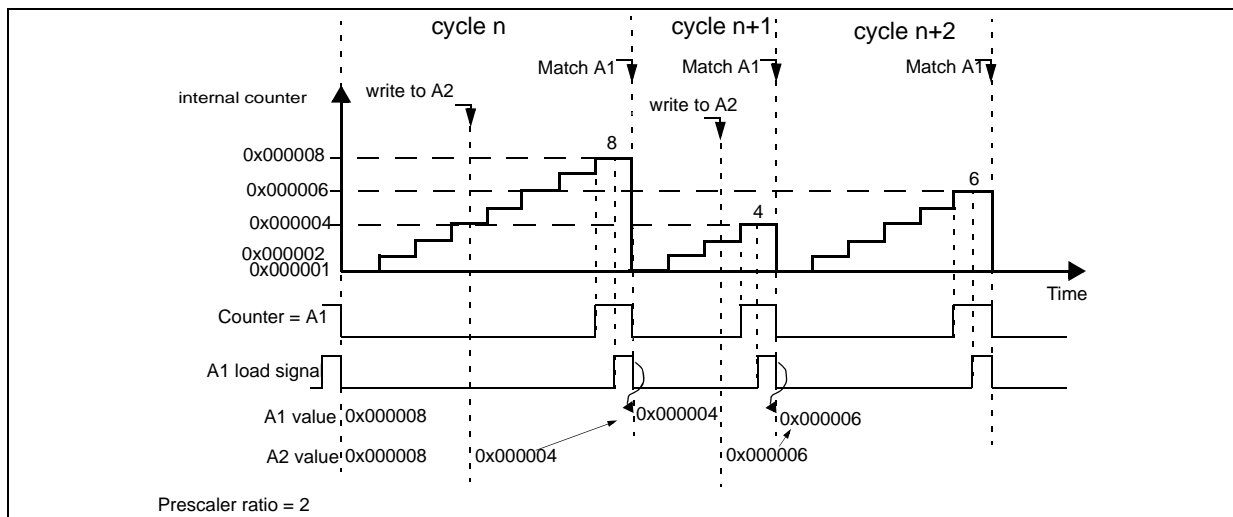 cycle n
cycle n+1
cycle n+2
Match A1
Match A1
Match A1
write to A2
write to A2
internal counter
8
0x000008
6
0x000006
4
0x000004
0x000002
0x000001
Time
Counter = A1
A1 load signa
A1 value 0x000008 0x000004 0x000006
A2 value 0x000008 0x000004 0x000006
Prescaler ratio = 2